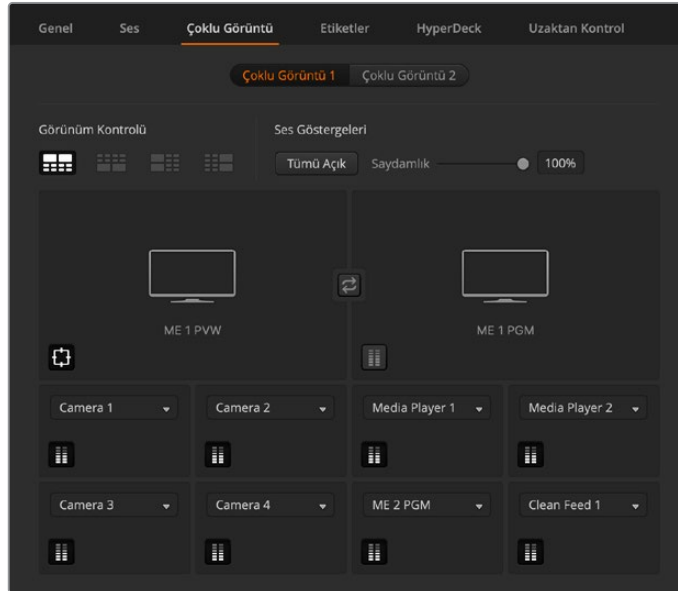 Genel Ses Çoklu Görüntü Etiketler HyperDeck Uzaktan Kontrol
Çoklu Görüntü 1 Çoklu Görüntü 2
Görünüm Kontrolü Ses Göstergeleri
Tümü Açık Saydamlık 100%
ME 1 PVW ME 1 PGM
Camera 1 Camera 2 Media Player 1 Media Player 2
Camera 3 Camera 4 ME 2 PGM Clean Feed 1